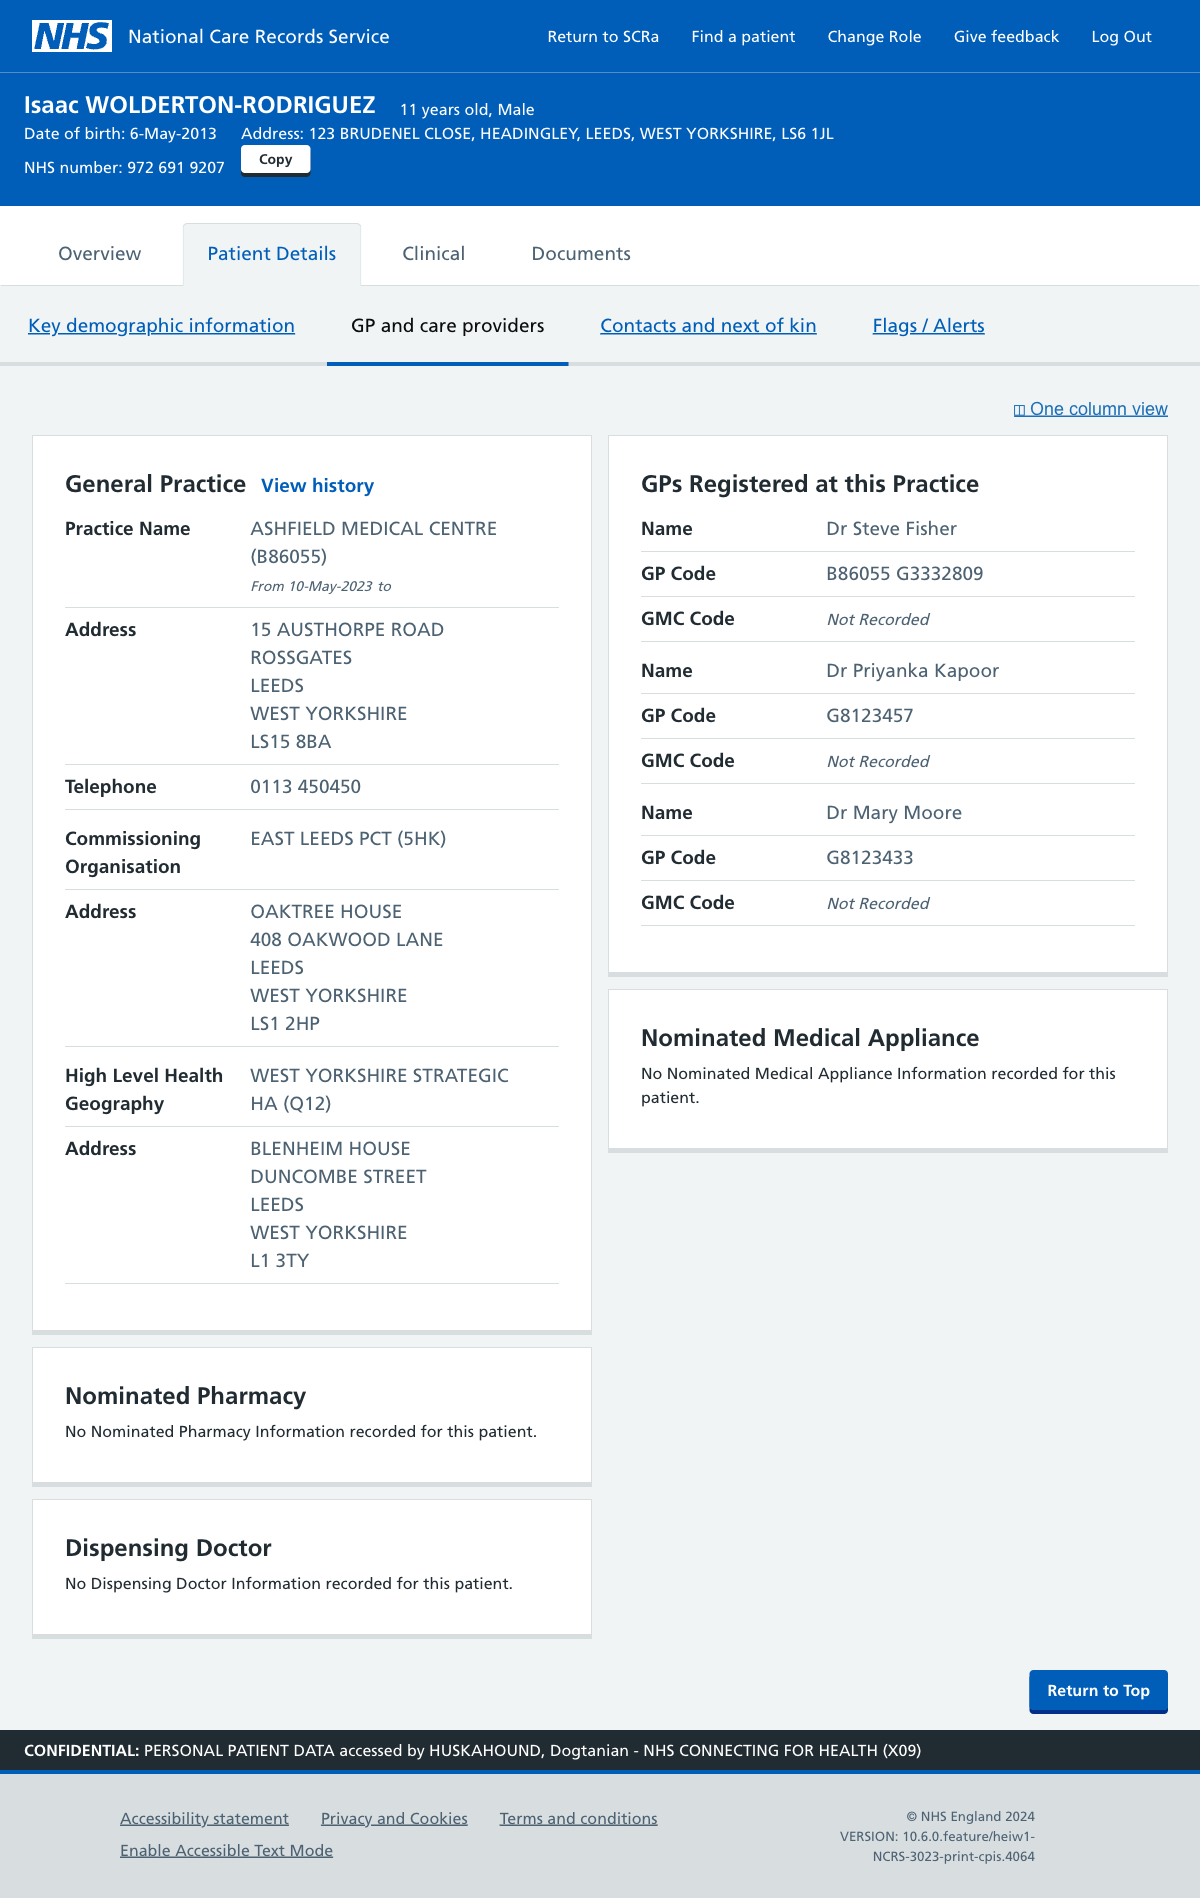 NHS National Care Records Service
Return to SCRa
Find a patient
Change Role
Give feedback
Log Out
Isaac WOLDERTON-RODRIGUEZ 11 years old, Male
Date of birth: 6-May-2013 Address: 123 BRUDENEL CLOSE, HEADINGLEY, LEEDS, WEST YORKSHIRE, LS6 1JL
NHS number: 972 691 9207 Copy
Overview
Patient Details
Clinical
Documents
Key demographic information
GP and care providers
Contacts and next of kin
Flags / Alerts
One column view
General Practice View history
Practice Name ASHFIELD MEDICAL CENTRE
(B86055)
From 10-May-2023 to
Address 15 AUSTHORPE ROAD
ROSSGATES
LEEDS
WEST YORKSHIRE
LS15 8BA
Telephone 0113 450450
Commissioning EAST LEEDS PCT (5HK)
Organisation
Address OAKTREE HOUSE
408 OAKWOOD LANE
LEEDS
WEST YORKSHIRE
LS1 2HP
High Level Health WEST YORKSHIRE STRATEGIC
Geography HA (Q12)
Address BLENHEIM HOUSE
DUNCOMBE STREET
LEEDS
WEST YORKSHIRE
L1 3TY
Nominated Pharmacy
No Nominated Pharmacy Information recorded for this patient.
Dispensing Doctor
No Dispensing Doctor Information recorded for this patient.
GPs Registered at this Practice
Name Dr Steve Fisher
GP Code B86055 G3332809
GMC Code Not Recorded
Name Dr Priyanka Kapoor
GP Code G8123457
GMC Code Not Recorded
Name Dr Mary Moore
GP Code G8123433
GMC Code Not Recorded
Nominated Medical Appliance
No Nominated Medical Appliance Information recorded for this
patient.
Return to Top
CONFIDENTIAL: PERSONAL PATIENT DATA accessed by HUSKAHOUND, Dogtanian - NHS CONNECTING FOR HEALTH (X09)
Accessibility statement
Privacy and Cookies
Terms and conditions
Enable Accessible Text Mode
© NHS England 2024
VERSION: 10.6.0.feature/heiw1-
NCRS-3023-print-cpis.4064